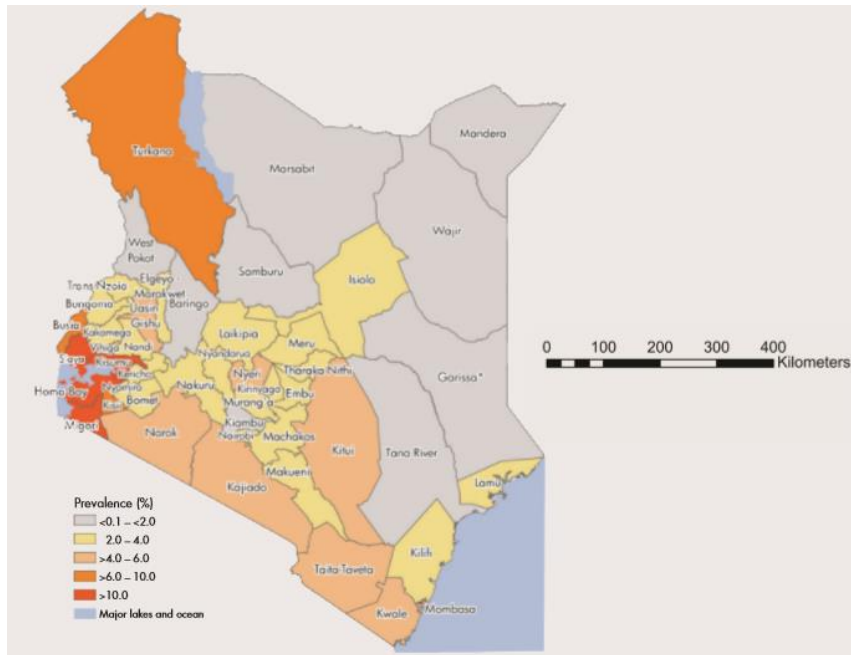 Turkana
Marsabit
Mandera
Wajir
West
Pokot
Samburu
Isiolo
Trans Nzoia
Elgeyo
Marakwet
Baringo
Bungoma
Uasin
Gishu
Busia
Kakamega
Laikipia
Meru
Vihiga
Nandi
Siaya
Kisumu
Nyandarua
Garissa*
Kericho
Nyeri
Tharaka Nithi
Homa Bay
Nyamira
Nakuru
Kirinyaga
Embu
Kisii
Bomet
Murang'a
Migori
Narok
Kiambu
Nairobi
Machakos
Kitui
Tana River
Makueni
Kajiado
Lamu
Kilifi
Taita-Taveta
Kwale
Mombasa
0 100 200 300 400
Kilometers
Prevalence (%)
<0.1 – <2.0
2.0 – 4.0
>4.0 – 6.0
>6.0 – 10.0
>10.0
Major lakes and ocean